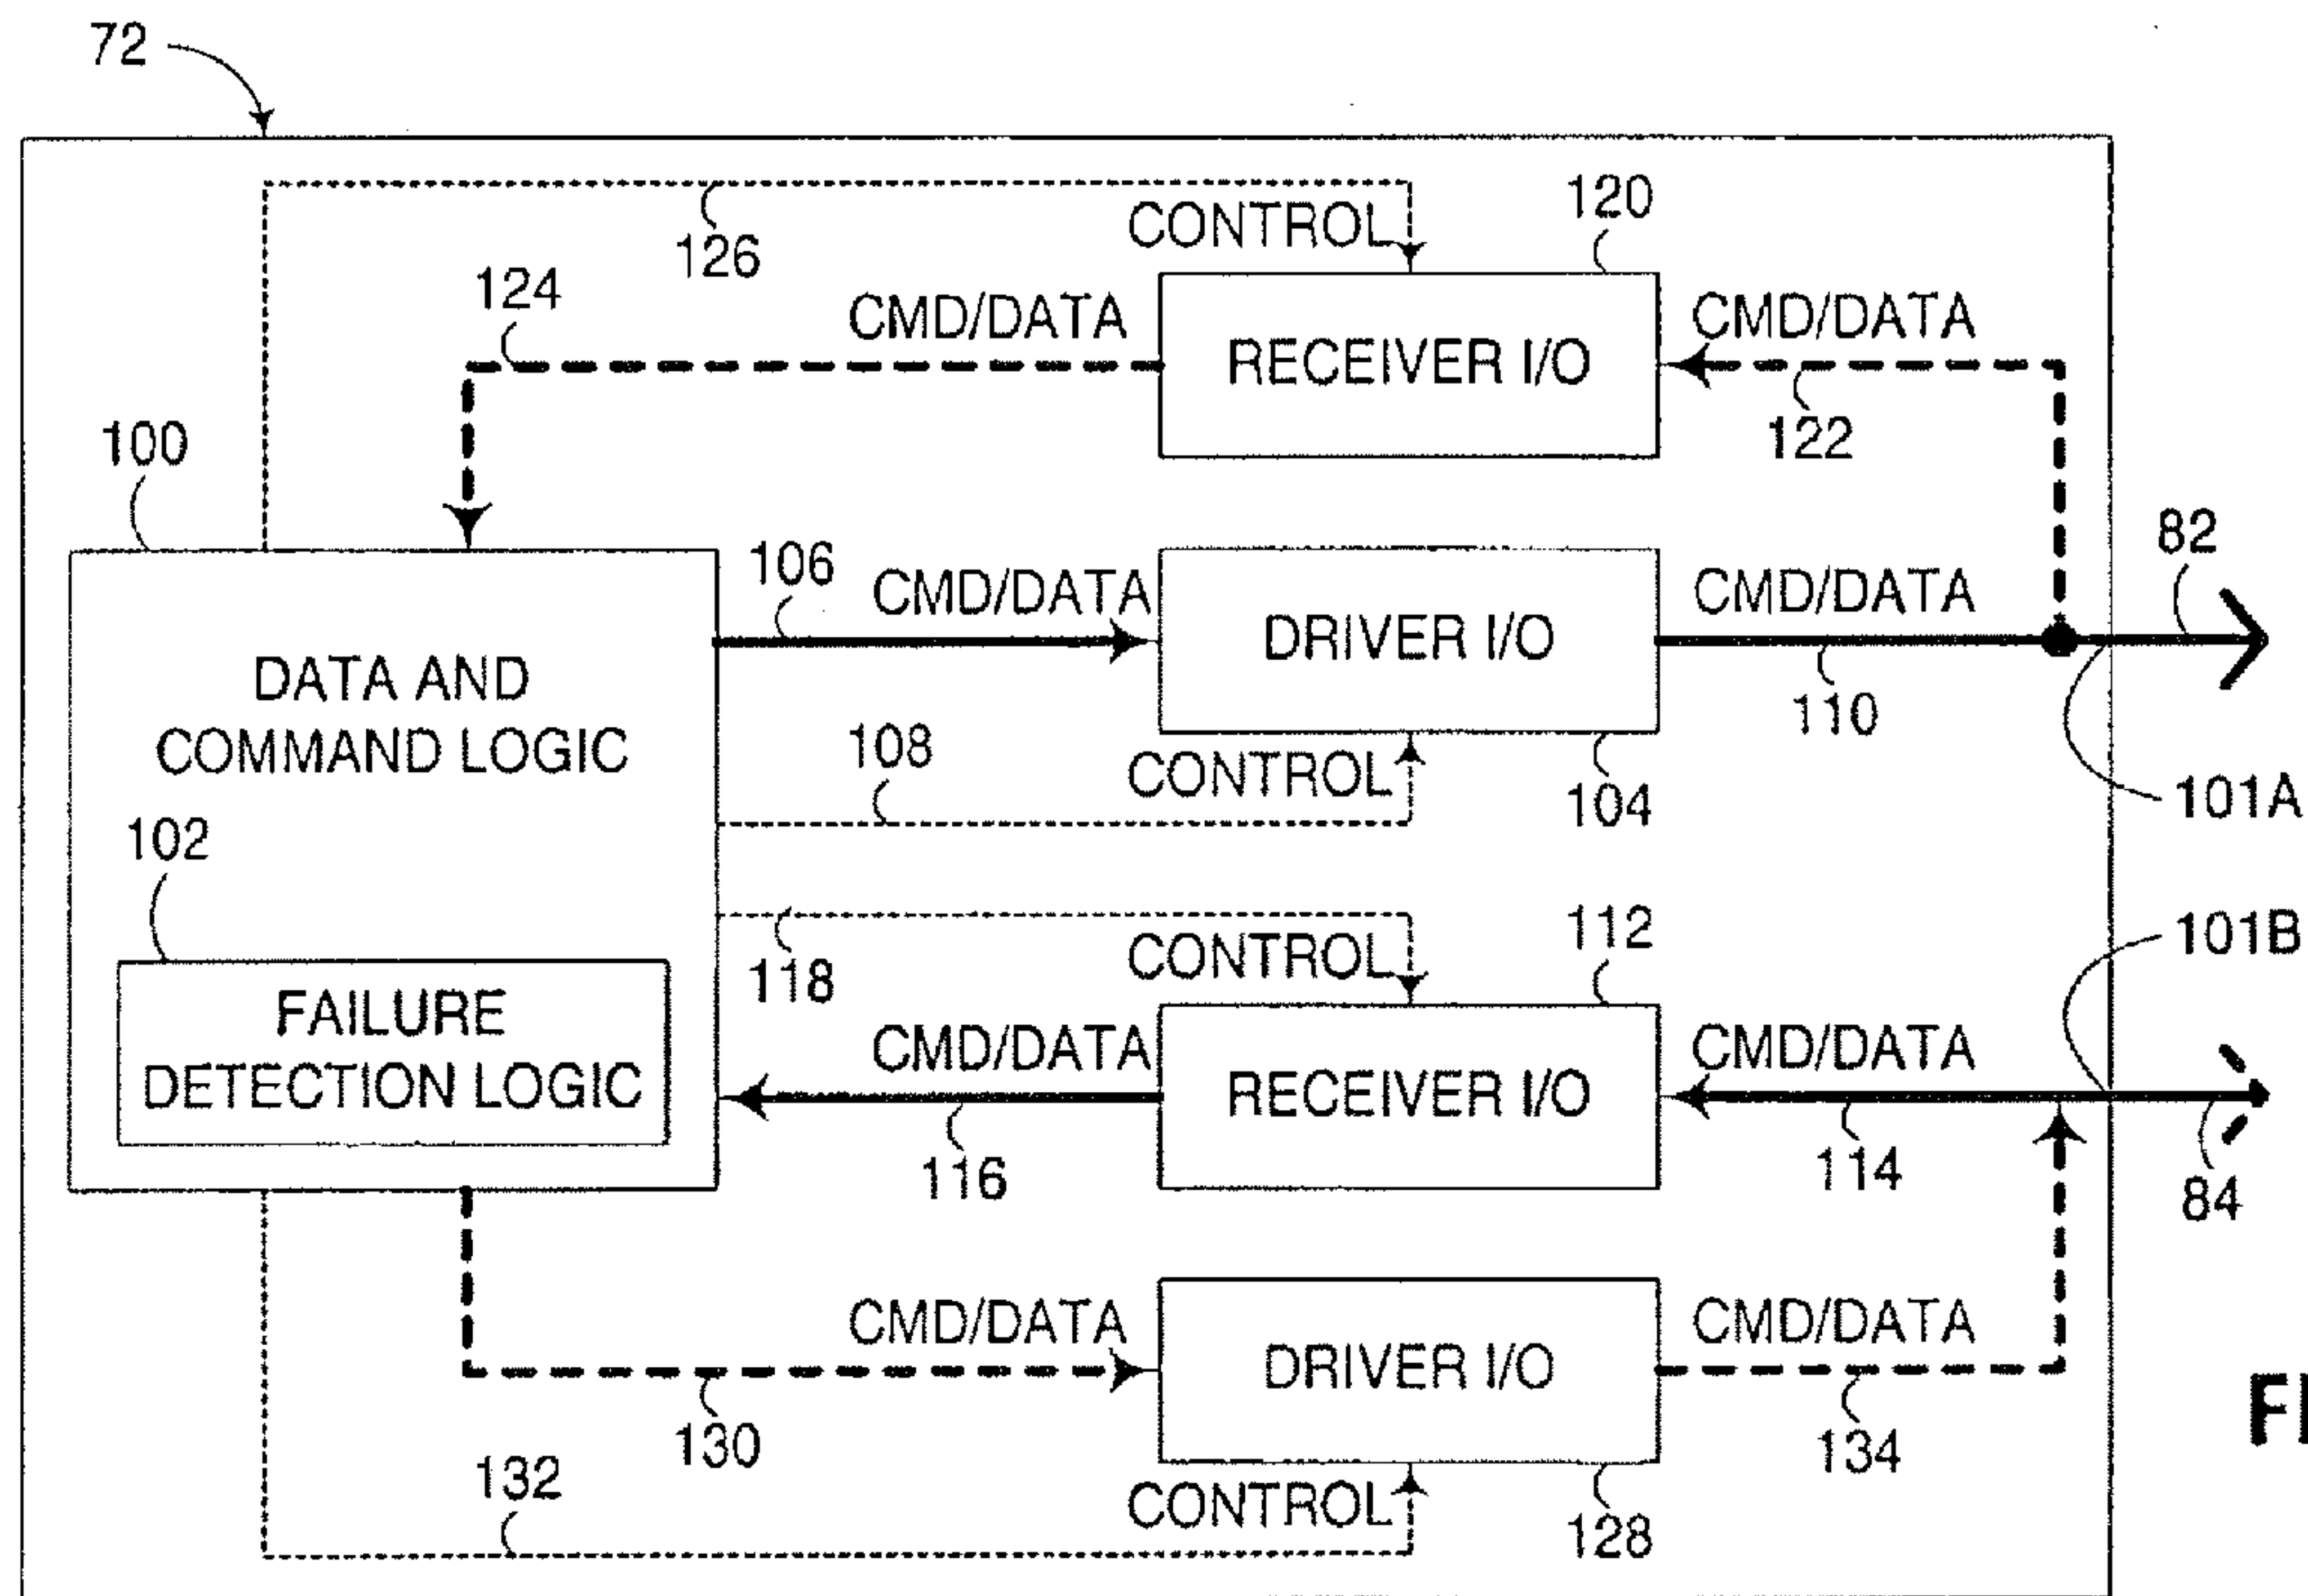 72
120
CONTROL
126
124
CMD/DATA
RECEIVER I/O
CMD/DATA
122
100
82
106
CMD/DATA
DRIVER I/O
CMD/DATA
DATA AND
COMMAND LOGIC
110
108
CONTROL
104
101A
102
112
118
CONTROL
101B
FAILURE
DETECTION LOGIC
CMD/DATA
RECEIVER I/O
CMD/DATA
116
114
84
CMD/DATA
DRIVER I/O
CMD/DATA
130
134
132
CONTROL
128